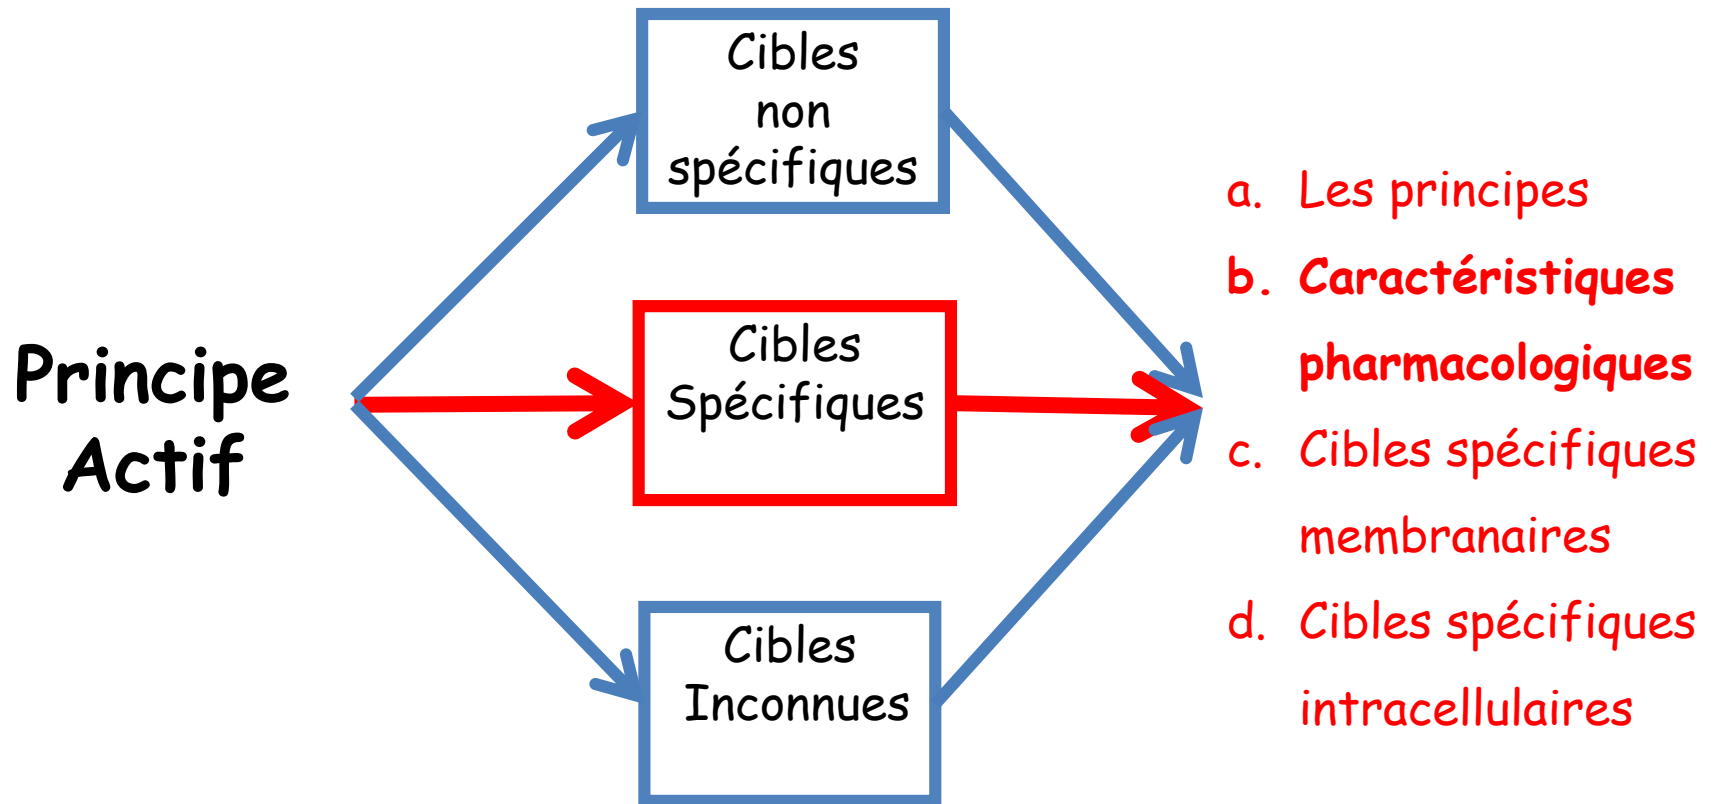 Principe
Actif
Cibles
non
spécifiques
Cibles
Spécifiques
Cibles
Inconnues
a. Les principes
b. Caractéristiques
pharmacologiques
c. Cibles spécifiques
membranaires
d. Cibles spécifiques
intracellulaires